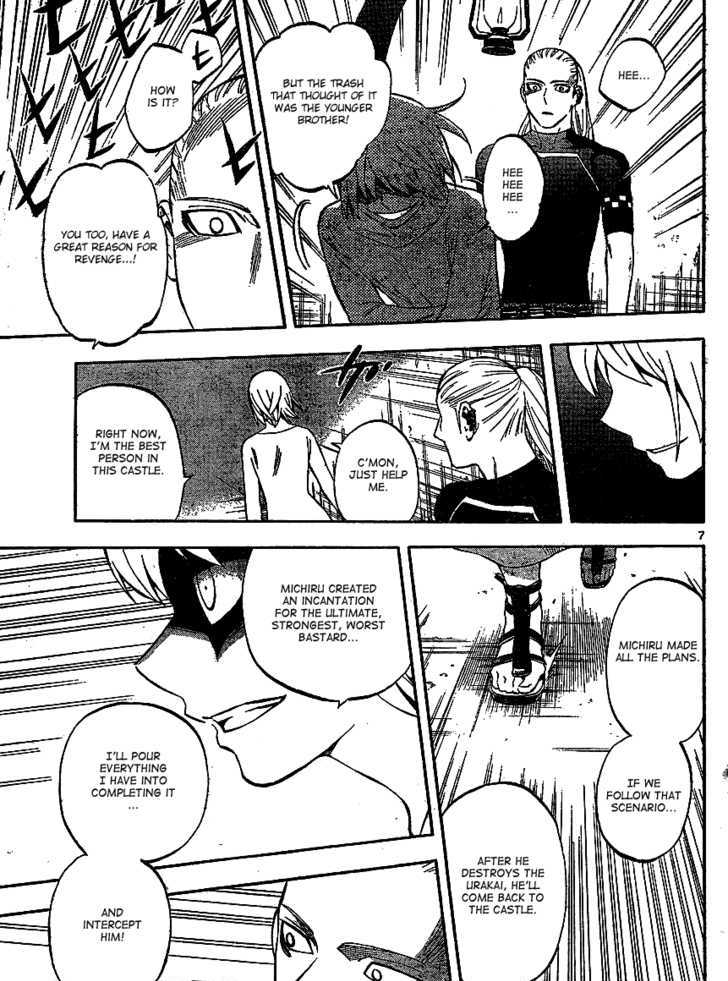 HEE...
HEE
HEE
HEE
...
BUT THE TRASH
THAT THOUGHT OF IT
WAS THE YOUNGER
BROTHER!
HOW
IS IT?
YOU TOO, HAVE A
GREAT REASON FOR
REVENGE...!
C'MON,
JUST HELP
ME.
RIGHT NOW,
I'M THE BEST
PERSON IN
THIS CASTLE.
7
MICHIRU MADE
ALL THE PLANS.
IF WE
FOLLOW THAT
SCENARIO...
AFTER HE
DESTROYS THE
URAKAI, HE'LL
COME BACK TO
THE CASTLE.
MICHIRU CREATED
AN INCANTATION
FOR THE ULTIMATE,
STRONGEST, WORST
BASTARD...
I'LL POUR
EVERYTHING
I HAVE INTO
COMPLETING IT
...
AND
INTERCEPT
HIM!